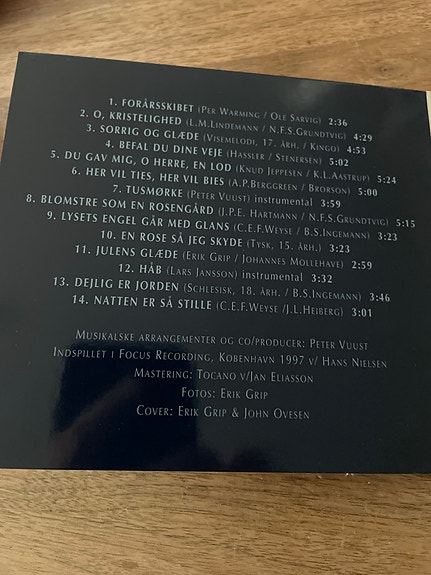 1. FORÅRSSKIBET (PER WARMING / OLE SARVIG) 2:36
2. O, KRISTELIGHED (L.M.LINDEMANN / N.F.S.GRUNDTVIG) 4:29
3. SORRIG OG GLÆDE (VISEMELODI, 17. ÅRH. / KINGO) 4:53
4. BEFAL DU DINE VEJE (HASSLER / STENERSEN) 5:02
5. DU GAV MIG, O HERRE, EN LOD (KNUD JEPPESEN / K.L.AASTRUP) 5:24
6. HER VIL TIES, HER VIL BIES (A.P.BERGGREEN / BRORSON) 5:00
7. TUSMØRKE (PETER VUUST) instrumental 3:59
8. BLOMSTRE SOM EN ROSENGÅRD (J.P.E. HARTMANN / N.F.S.GRUNDTVIG) 5:15
9. LYSETS ENGEL GÅR MED GLANS (C.E.F.WEYSE / B.S.INGEMANN) 3:23
10. EN ROSE SÅ JEG SKYDE (TYSK, 15. ÅRH.) 3:23
11. JULENS GLÆDE (ERIK GRIP / JOHANNES MØLLEHAVE) 2:59
12. HÅB (LARS JANSSON) instrumental 3:32
13. DEJLIG ER JORDEN (SCHLESISK, 18. ÅRH. / B.S.INGEMANN) 3:46
14. NATTEN ER SÅ STILLE (C.E.F.WEYSE /J.L.HEIBERG) 3:01
MUSIKALSKE ARRANGEMENTER OG CO/PRODUCER: PETER VUUST
INDSPILLET I FOCUS RECORDING, KØBENHAVN 1997 V/ HANS NIELSEN
MASTERING: TOCANO V/JAN ELIASSON
FOTOS: ERIK GRIP
COVER: ERIK GRIP & JOHN OVESEN